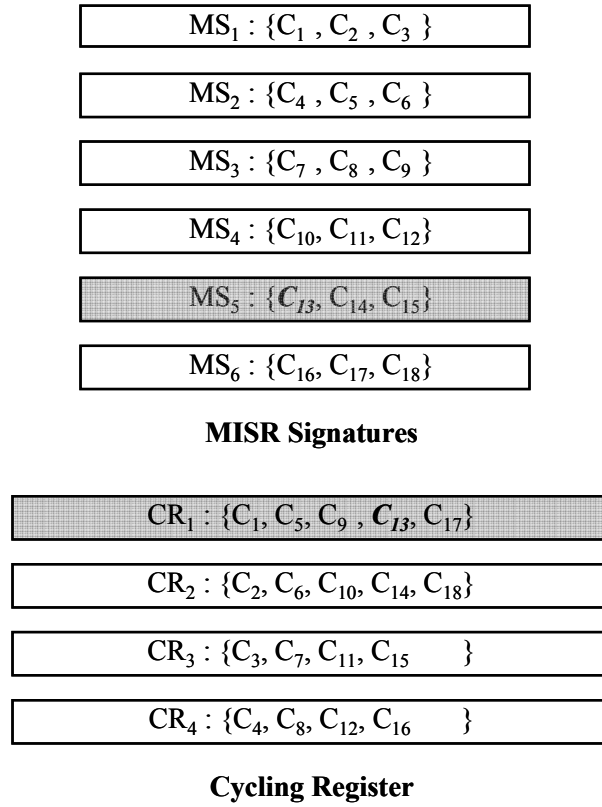 MS₁ : {C₁ , C₂ , C₃ }
MS₂ : {C₄ , C₅ , C₆ }
MS₃ : {C₇ , C₈ , C₉ }
MS₄ : {C₁₀, C₁₁, C₁₂}
MS₅ : {C₁₃, C₁₄, C₁₅}
MS₆ : {C₁₆, C₁₇, C₁₈}
MISR Signatures
CR₁ : {C₁, C₅, C₉ , C₁₃, C₁₇}
CR₂ : {C₂, C₆, C₁₀, C₁₄, C₁₈}
CR₃ : {C₃, C₇, C₁₁, C₁₅ }
CR₄ : {C₄, C₈, C₁₂, C₁₆ }
Cycling Register